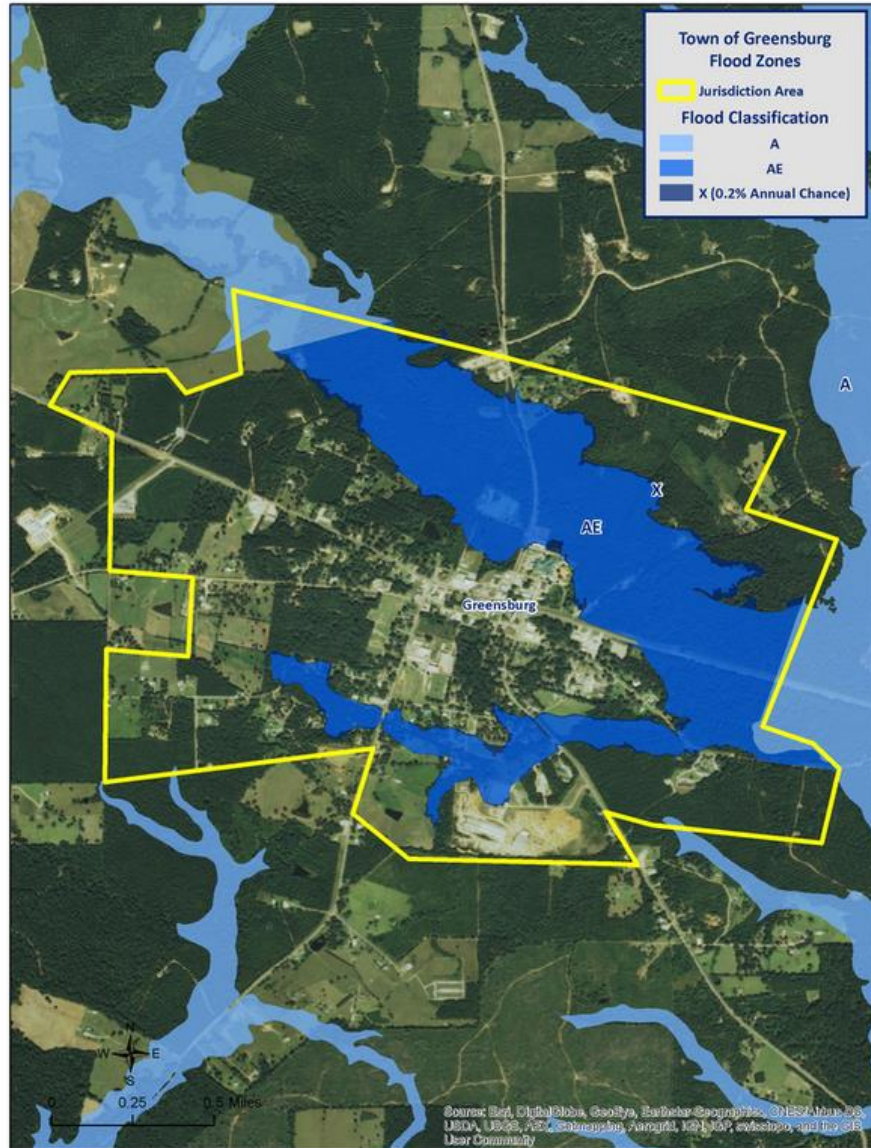 Town of Greensburg
Flood Zones
Jurisdiction Area
Flood Classification
A
AE
X (0.2% Annual Chance)
A
X
AE
Greensburg
N
W E
S
0 0.25 0.5 Miles
Source: Esri, DigitalGlobe, GeoEye, Earthstar Geographics, CNES/Airbus DS,
USDA, USGS, AEX, Getmapping, Aerogrid, IGN, IGP, swisstopo, and the GIS
User Community